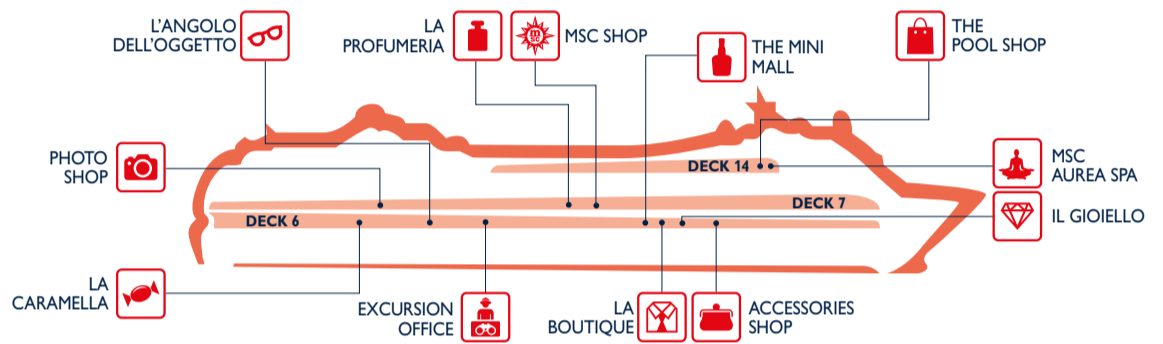 L'ANGOLO
DELL'OGGETTO
LA
PROFUMERIA
msc
MSC SHOP
THE MINI
MALL
THE
POOL SHOP
PHOTO
SHOP
DECK 14
MSC
AUREA SPA
DECK 7
DECK 6
IL GIOIELLO
LA
CARAMELLA
EXCURSION
OFFICE
LA
BOUTIQUE
ACCESSORIES
SHOP